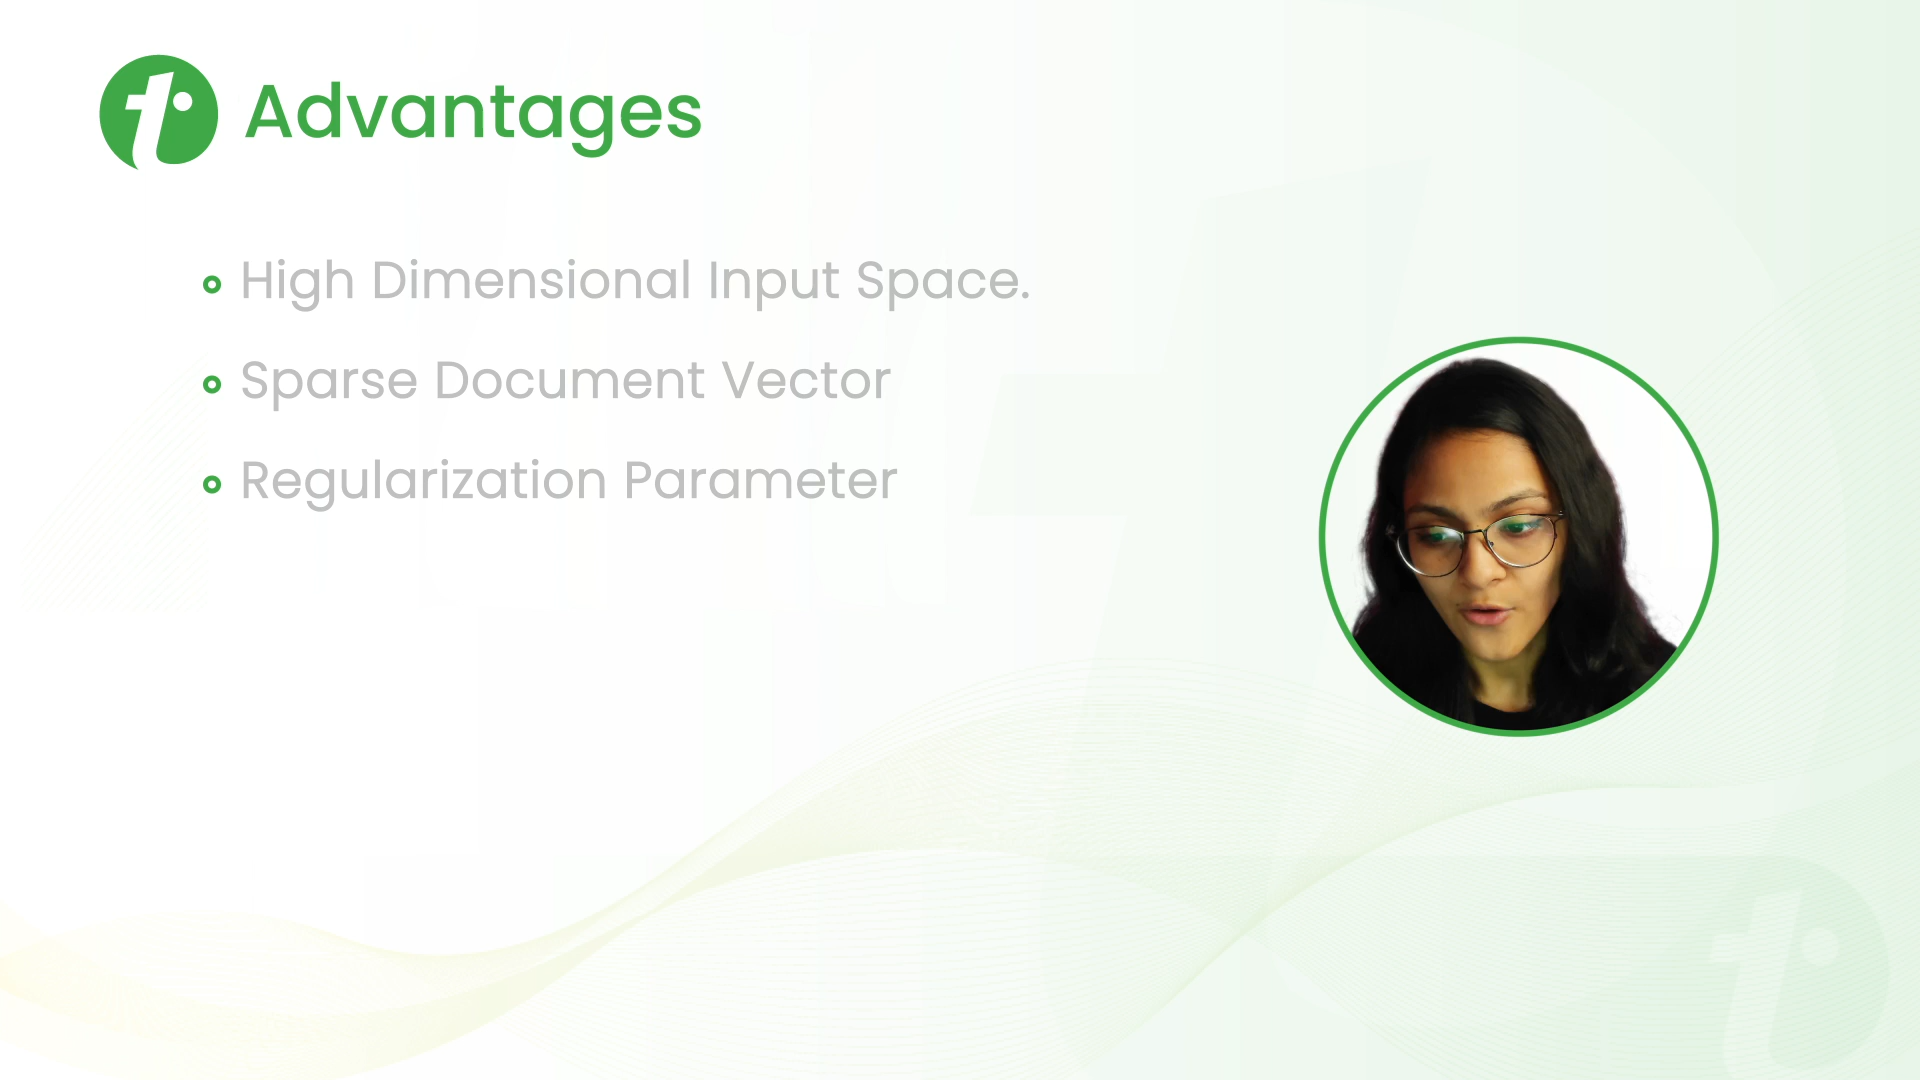 Advantages
High Dimensional Input Space.
Sparse Document Vector
Regularization Parameter